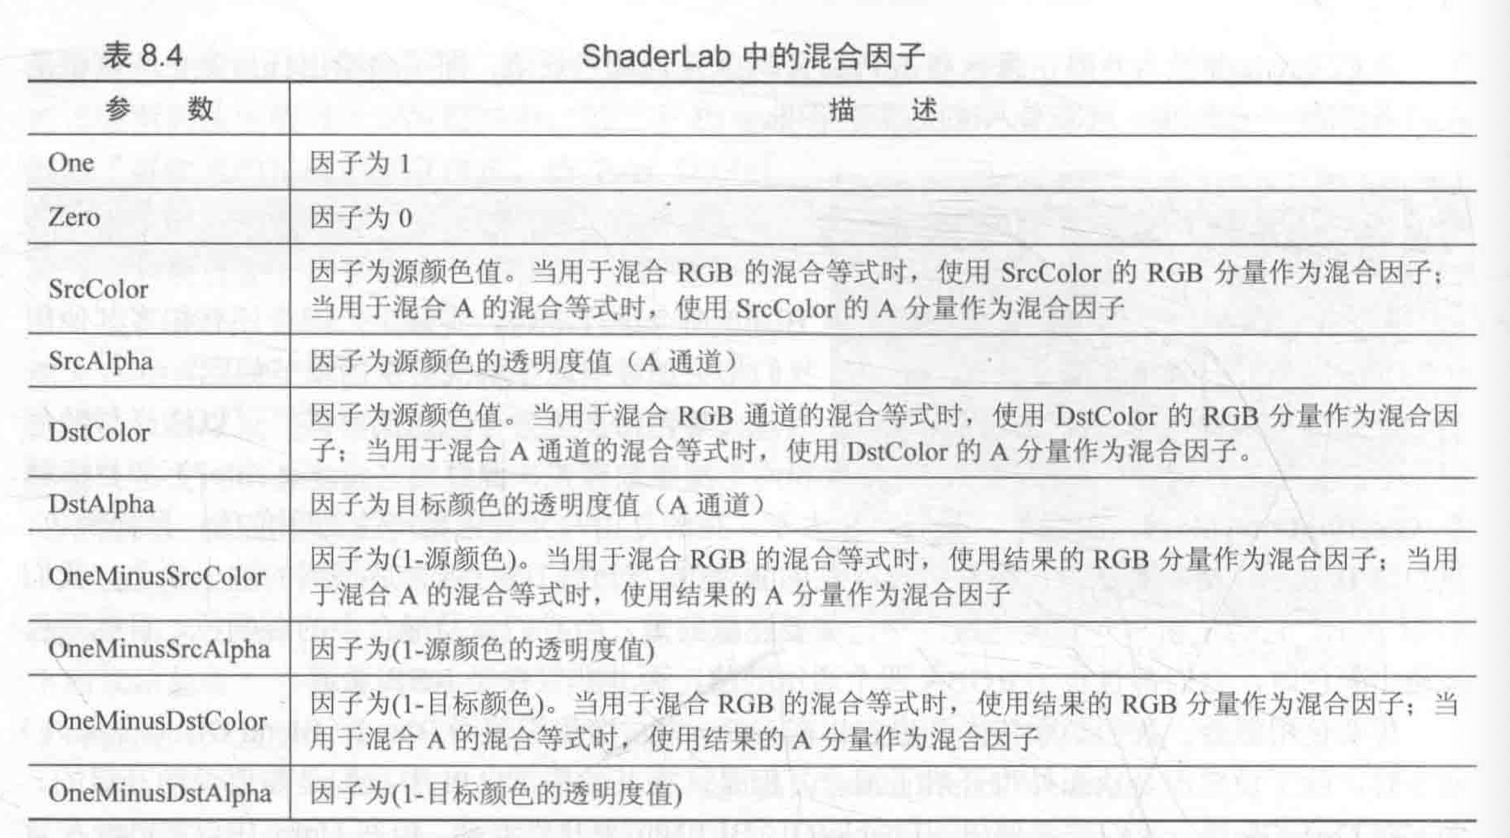 表 8.4 ShaderLab 中的混合因子
参 数 描 述
One 因子为 1
Zero 因子为 0
SrcColor 因子为源颜色值。当用于混合 RGB 的混合等式时，使用 SrcColor 的 RGB 分量作为混合因子；
当用于混合 A 的混合等式时，使用 SrcColor 的 A 分量作为混合因子
SrcAlpha 因子为源颜色的透明度值（A 通道）
DstColor 因子为源颜色值。当用于混合 RGB 通道的混合等式时，使用 DstColor 的 RGB 分量作为混合因
子；当用于混合 A 通道的混合等式时，使用 DstColor 的 A 分量作为混合因子。
DstAlpha 因子为目标颜色的透明度值（A 通道）
OneMinusSrcColor 因子为(1-源颜色)。当用于混合 RGB 的混合等式时，使用结果的 RGB 分量作为混合因子；当用
于混合 A 的混合等式时，使用结果的 A 分量作为混合因子
OneMinusSrcAlpha 因子为(1-源颜色的透明度值)
OneMinusDstColor 因子为(1-目标颜色)。当用于混合 RGB 的混合等式时，使用结果的 RGB 分量作为混合因子；当
用于混合 A 的混合等式时，使用结果的 A 分量作为混合因子
OneMinusDstAlpha 因子为(1-目标颜色的透明度值)